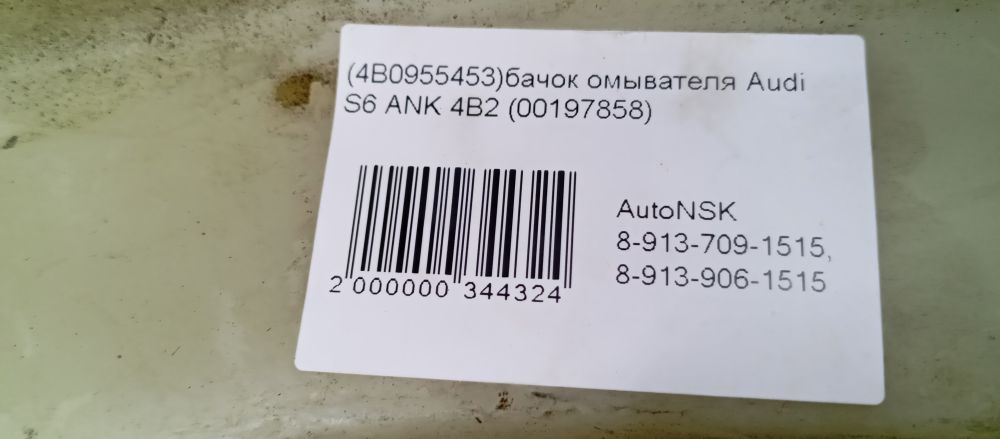 (4B0955453)бачок омывателя Audi
S6 ANK 4B2 (00197858)
AutoNSK
8-913-709-1515,
8-913-906-1515
2 000000 344324